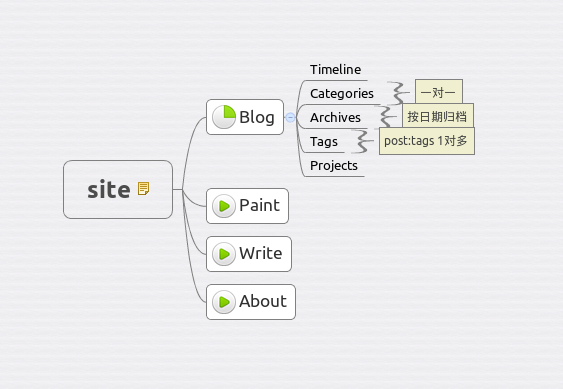 site
Blog
Timeline
Categories
一对一
Archives
按日期归档
Tags
post:tags 1对多
Projects
Paint
Write
About